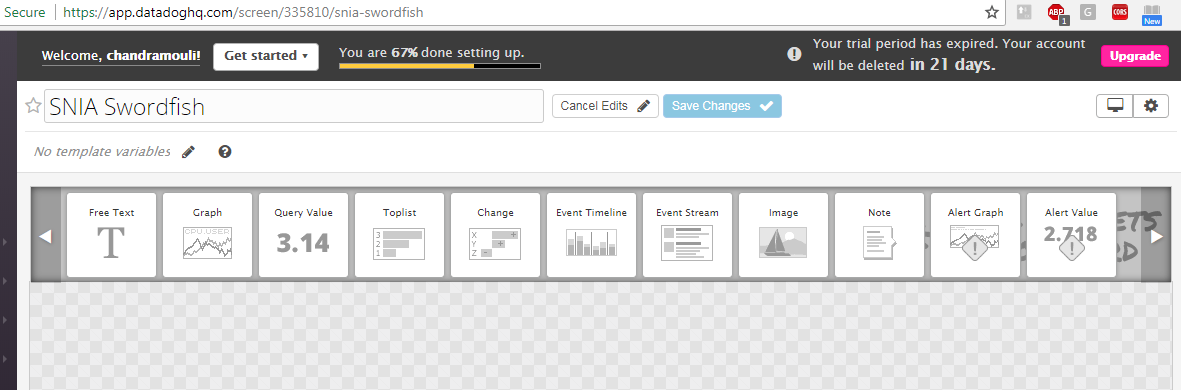 Secure https://app.datadoghq.com/screen/335810/snia-swordfish
ABP
1
G
CORS
New
Welcome, chandramouli!
Get started
You are 67% done setting up.
Your trial period has expired. Your account
will be deleted in 21 days.
Upgrade
SNIA Swordfish
Cancel Edits
Save Changes
No template variables
Free Text
T
Graph
CPU USER
Query Value
3.14
Toplist
3
2
1
Change
X
Y
Z
Event Timeline
Event Stream
Image
Note
Alert Graph
Alert Value
2.718